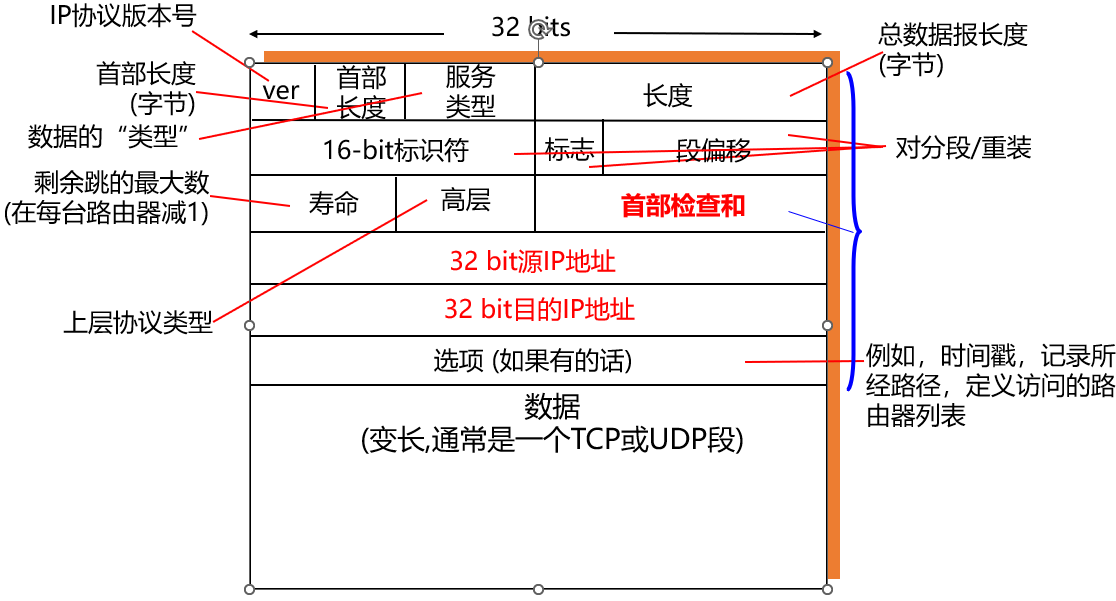 IP协议版本号
32 bits
总数据报长度
(字节)
首部长度
(字节)
ver
首部
长度
服务
类型
长度
数据的“类型”
16-bit标识符
标志
段偏移
对分段/重装
剩余跳的最大数
(在每台路由器减1)
寿命
高层
首部检查和
32 bit源IP地址
32 bit目的IP地址
上层协议类型
选项 (如果有的话)
例如，时间戳，记录所
经路径，定义访问的路
由器列表
数据
(变长,通常是一个TCP或UDP段)